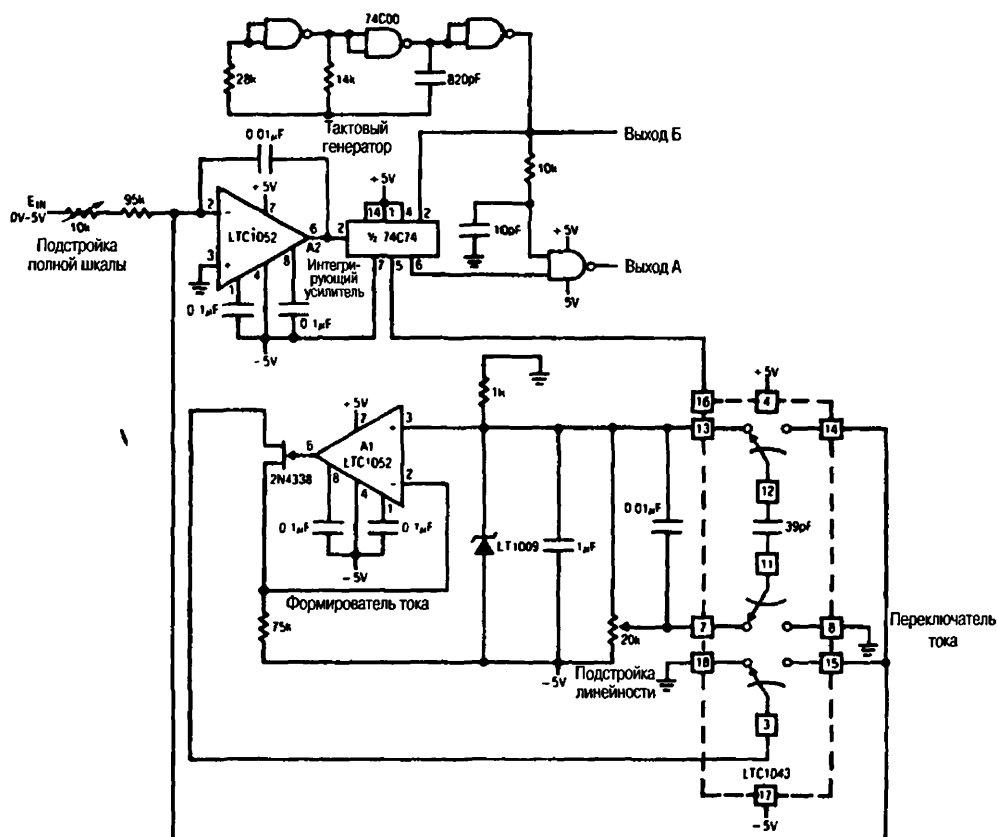 74C00
28k
14k
820pF
Тактовый
генератор
0 01µF
Выход Б
+5V
10k
+5V
E IN
0V-5V
10k
95k
2
-
7
LTC1052
6
A2
3
+
4
8
1
Подстройка
полной шкалы
14
1
4
2
2
½ 74C74
7
5
6
Интегри-
рующий
усилитель
10pF
+5V
Выход А
5V
0 1µF
0 1µF
-5V
1k
+5V
4
16
13
14
+5V
7
3
+
A1
LTC1052
6
2
-
8
4
1
2N4338
0 1µF
0 1µF
-5V
Формирователь тока
75k
LT1009
1µF
0 01µF
12
39pF
11
20k
7
8
Переключатель
тока
-5V
Подстройка
линейности
18
15
3
LTC1043
17
-5V